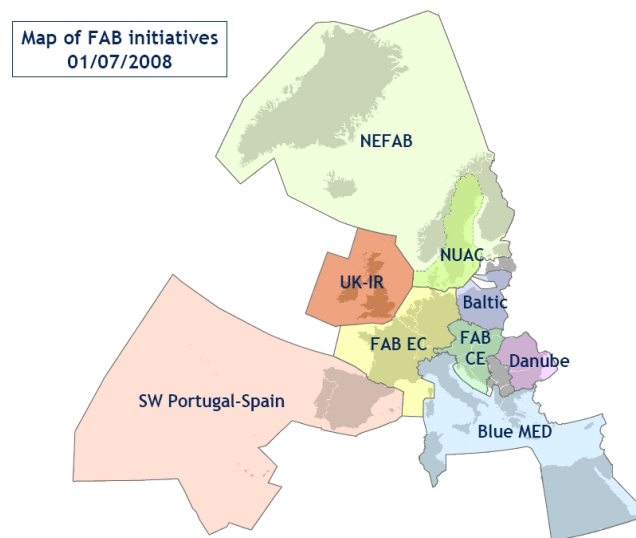 Map of FAB initiatives
01/07/2008
NEFAB
NUAC
UK-IR
Baltic
FAB EC
FAB
CE
Danube
SW Portugal-Spain
Blue MED